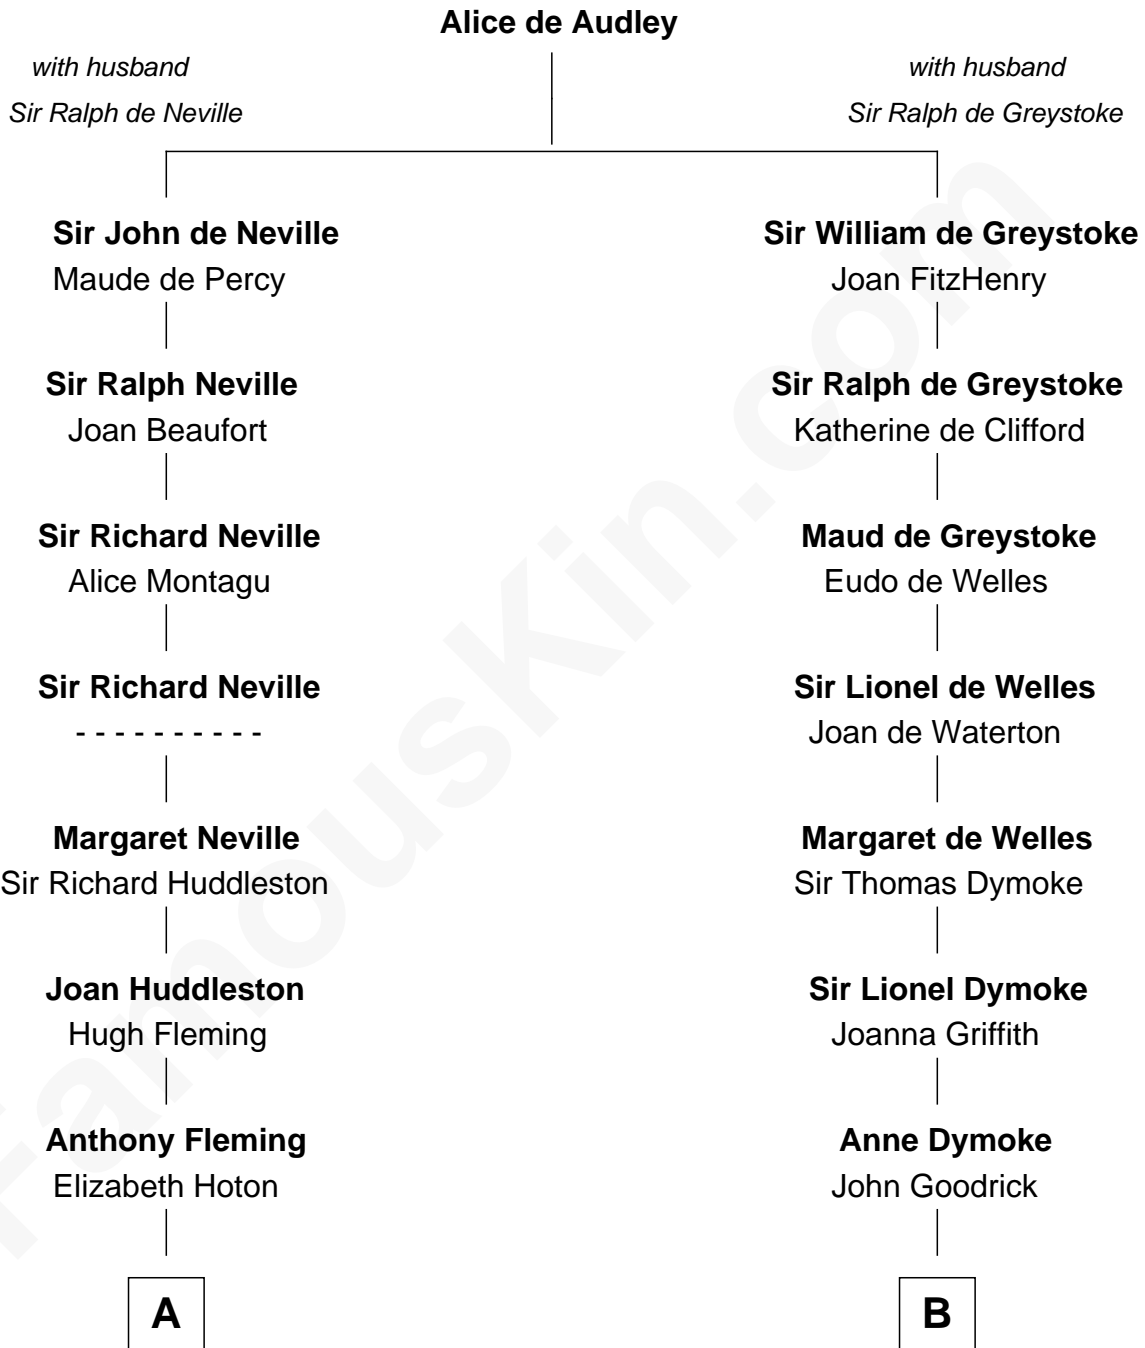 Alice de Audley
with husband
Sir Ralph de Neville
with husband
Sir Ralph de Greystoke
Sir John de Neville
Maude de Percy
Sir William de Greystoke
Joan FitzHenry
Sir Ralph Neville
Joan Beaufort
Sir Ralph de Greystoke
Katherine de Clifford
Sir Richard Neville
Alice Montagu
Maud de Greystoke
Eudo de Welles
Sir Richard Neville
- - - - - - - - - -
Sir Lionel de Welles
Joan de Waterton
Margaret Neville
Sir Richard Huddleston
Margaret de Welles
Sir Thomas Dymoke
Joan Huddleston
Hugh Fleming
Sir Lionel Dymoke
Joanna Griffith
Anthony Fleming
Elizabeth Hoton
Anne Dymoke
John Goodrick
A
B
FamousKin.com